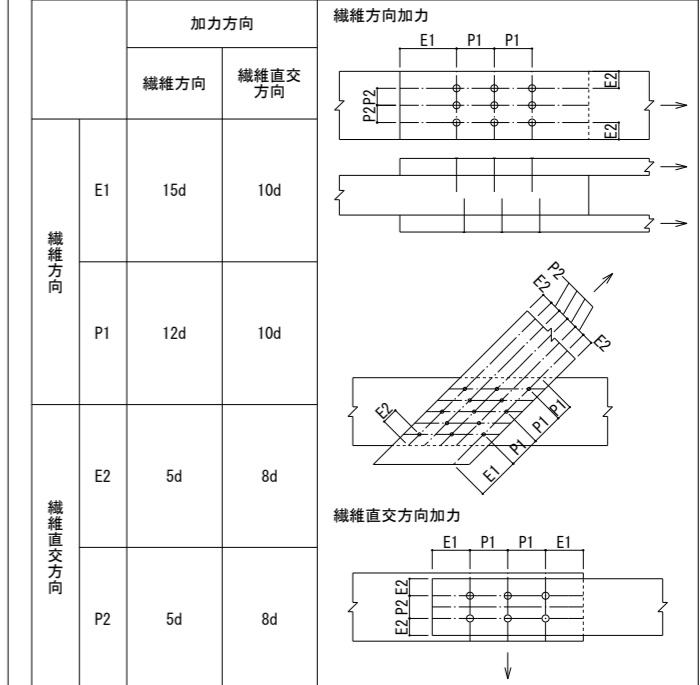 加力方向
繊維方向
繊維直交
方向
繊維方向
E1
15d
10d
P1
12d
10d
繊維直交方向
E2
5d
8d
P2
5d
8d
繊維方向加力
E1
P1
P1
P2
P2
E2
E2
P2
E2
E2
E2
P1
P1
P1
E1
繊維直交方向加力
E1
P1
P1
E1
E2
P2
E2